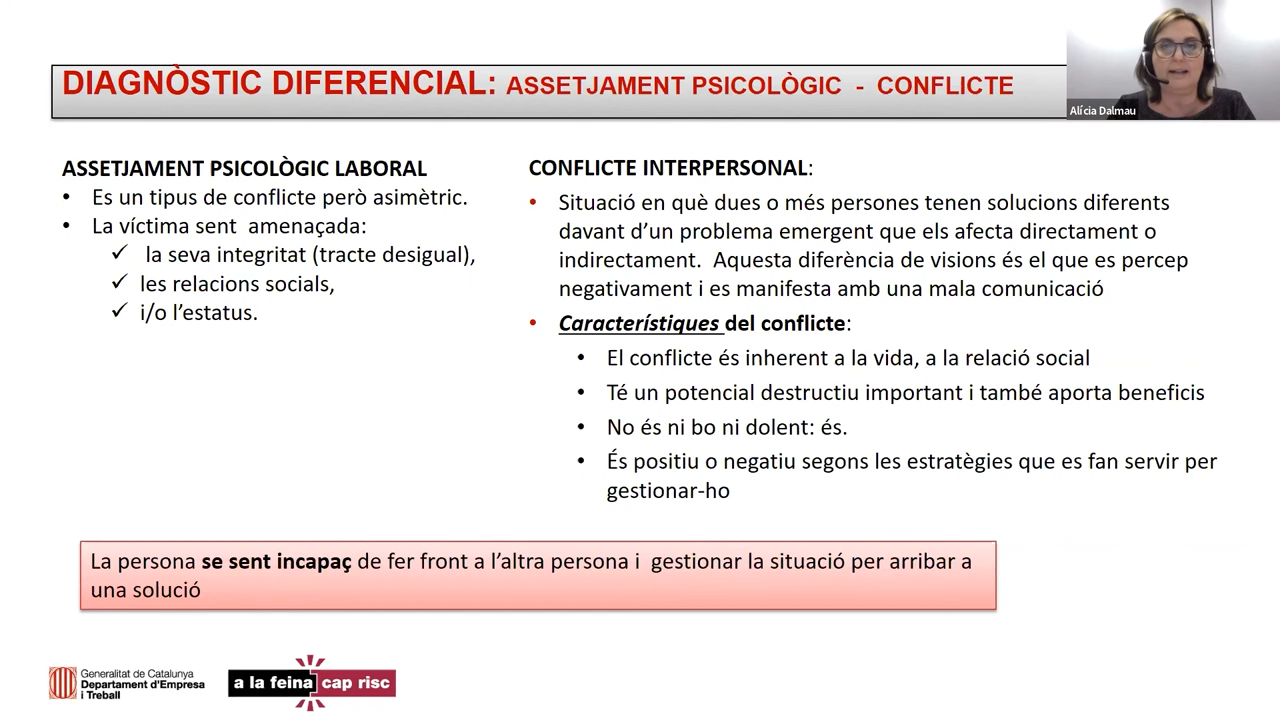 DIAGNÒSTIC DIFERENCIAL: ASSETJAMENT PSICOLÒGIC - CONFLICTE
Alícia Dalmau
ASSETJAMENT PSICOLÒGIC LABORAL
• Es un tipus de conflicte però asimètric.
• La víctima sent amenaçada:
✓ la seva integritat (tracte desigual),
✓ les relacions socials,
✓ i/o l'estatus.
CONFLICTE INTERPERSONAL:
• Situació en què dues o més persones tenen solucions diferents
davant d'un problema emergent que els afecta directament o
indirectament. Aquesta diferència de visions és el que es percep
negativament i es manifesta amb una mala comunicació
• Característiques del conflicte:
• El conflicte és inherent a la vida, a la relació social
• Té un potencial destructiu important i també aporta beneficis
• No és ni bo ni dolent: és.
• És positiu o negatiu segons les estratègies que es fan servir per
gestionar-ho
La persona se sent incapaç de fer front a l'altra persona i gestionar la situació per arribar a
una solució
Generalitat de Catalunya
Departament d'Empresa
i Treball
a la feina cap risc